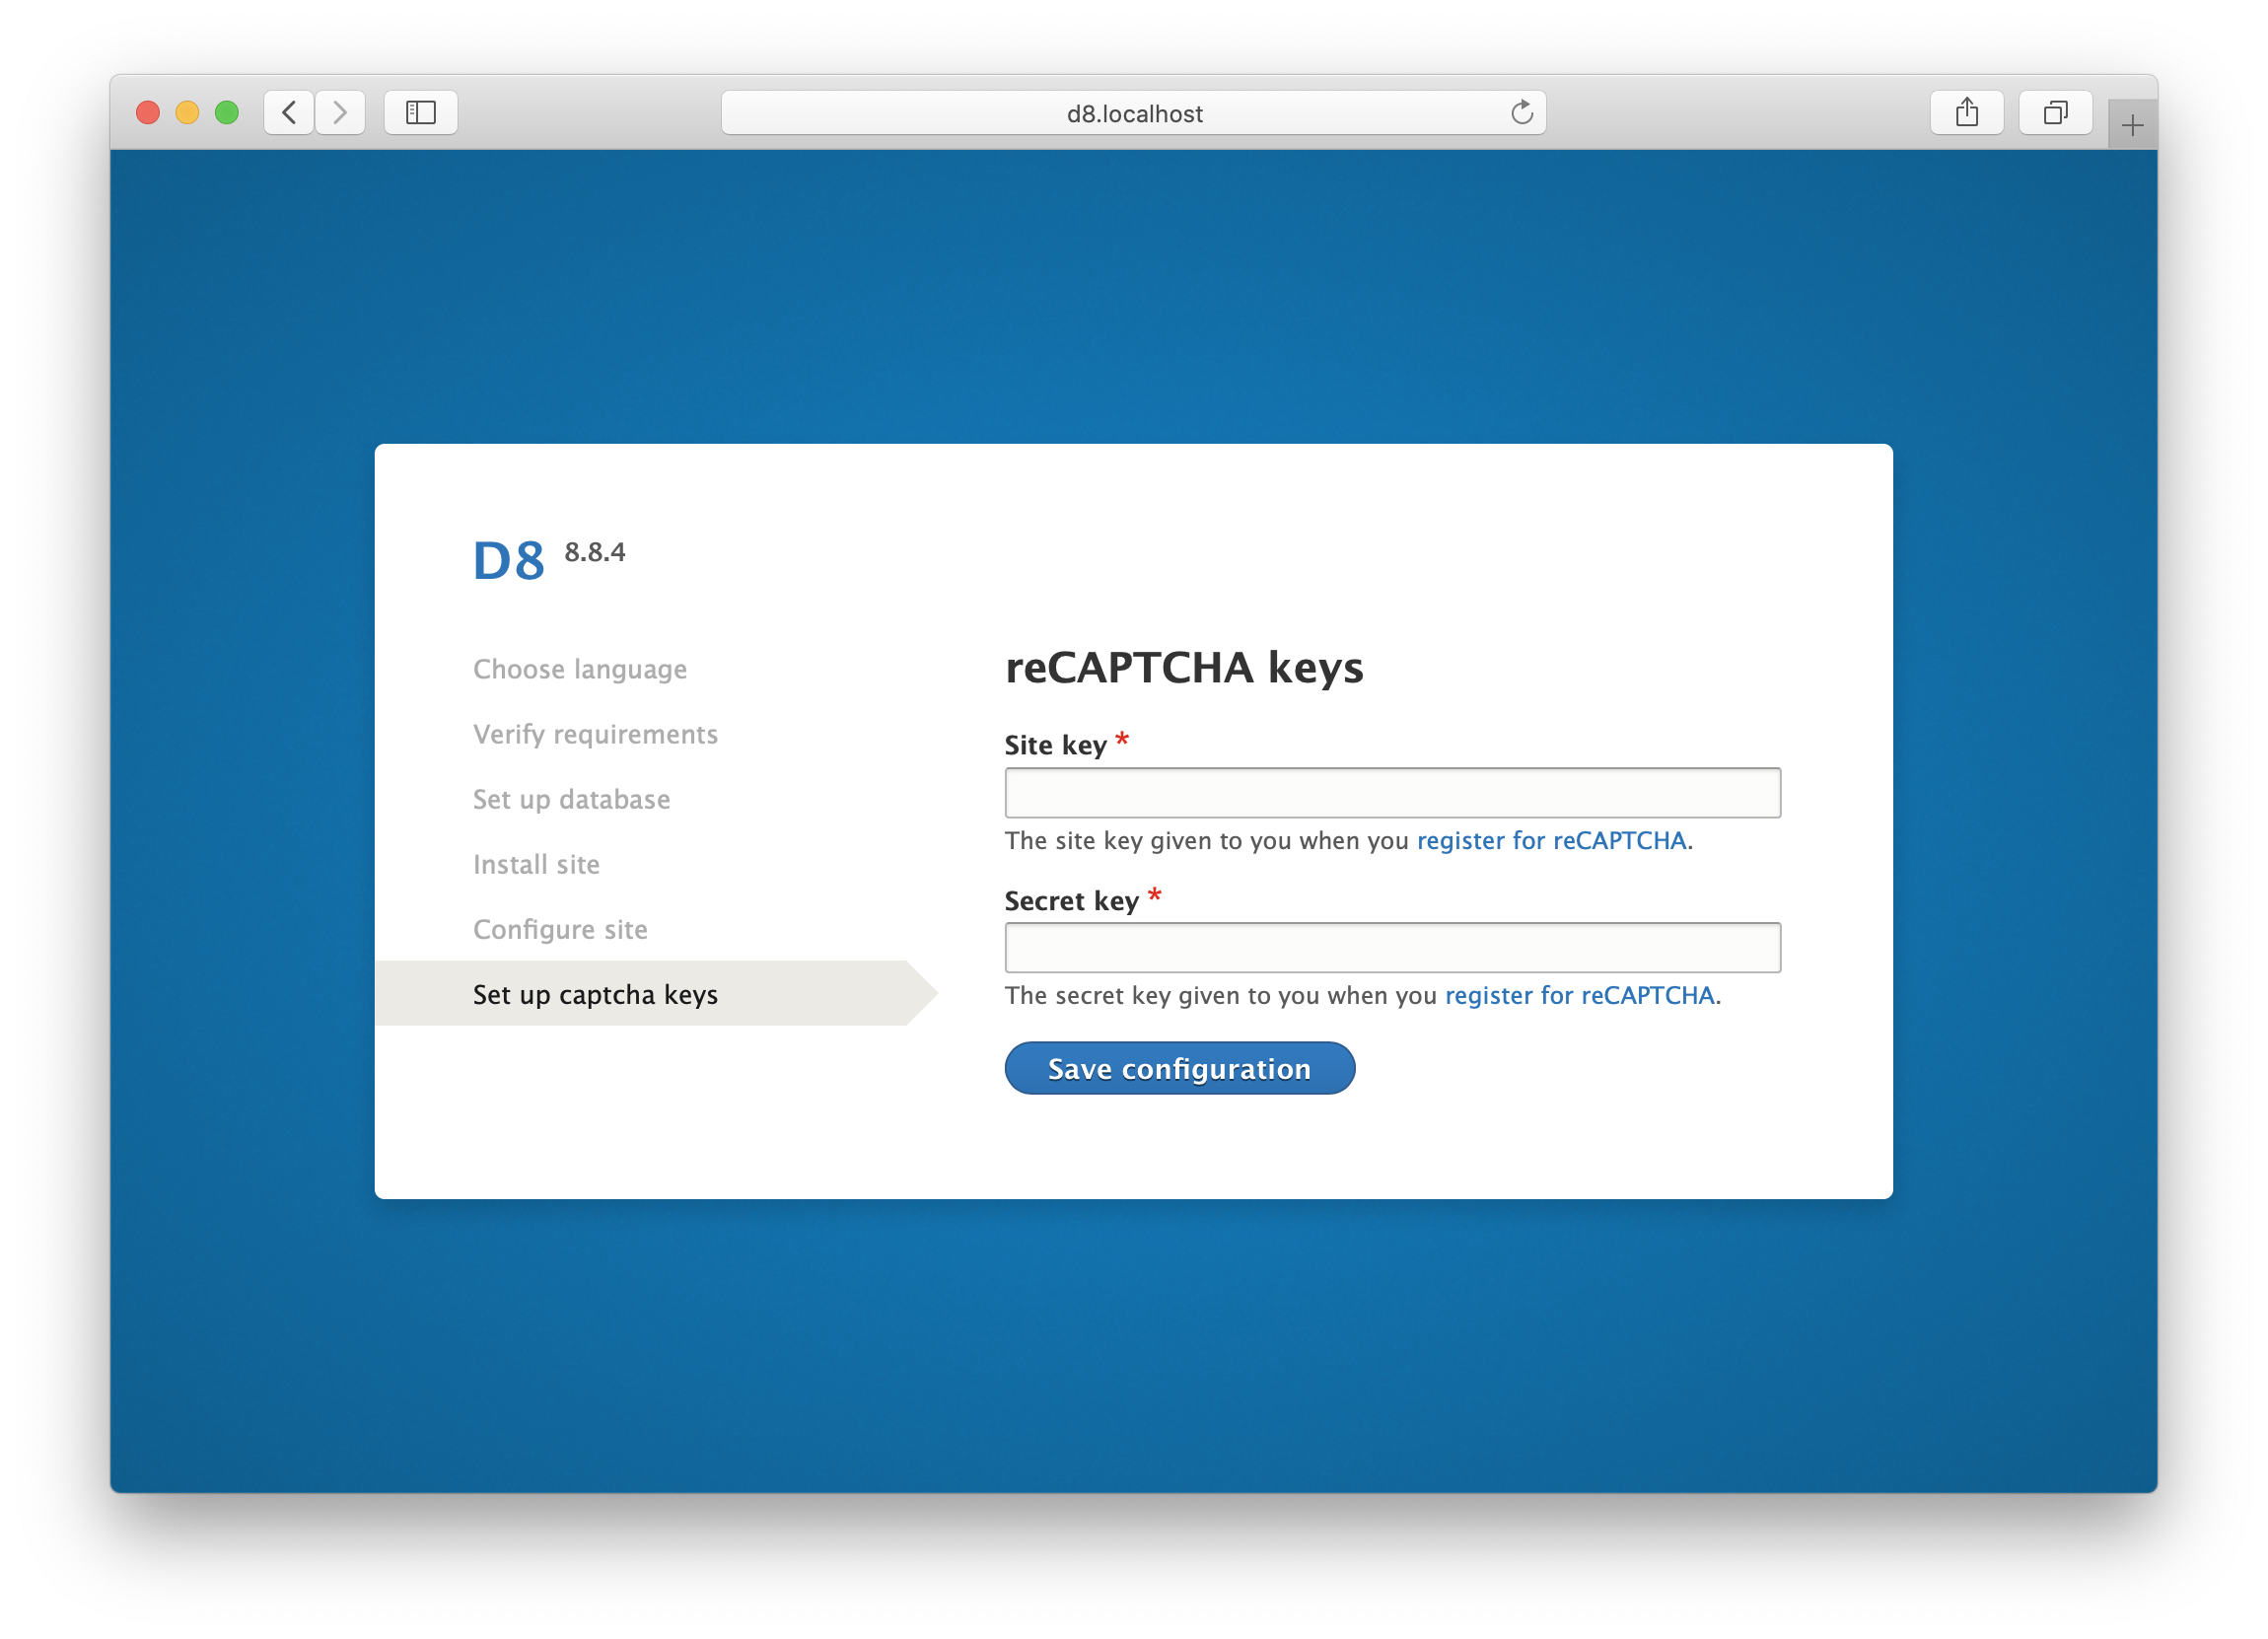 d8.localhost
D8 8.8.4
Choose language
Verify requirements
Set up database
Install site
Configure site
Set up captcha keys
reCAPTCHA keys
Site key *
The site key given to you when you register for reCAPTCHA.
Secret key *
The secret key given to you when you register for reCAPTCHA.
Save configuration